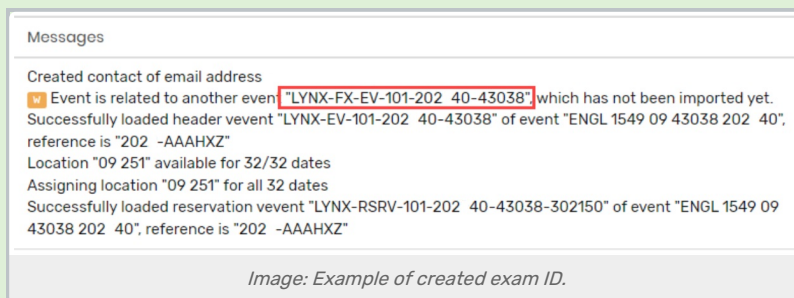 Messages
Created contact of email address
W Event is related to another event "LYNX-FX-EV-101-202 40-43038", which has not been imported yet.
Successfully loaded header vevent "LYNX-EV-101-202 40-43038" of event "ENGL 1549 09 43038 202 40",
reference is "202 -AAAHXZ"
Location "09 251" available for 32/32 dates
Assigning location "09 251" for all 32 dates
Successfully loaded reservation vevent "LYNX-RSRV-101-202 40-43038-302150" of event "ENGL 1549 09
43038 202 40", reference is "202 -AAAHXZ"
Image: Example of created exam ID.